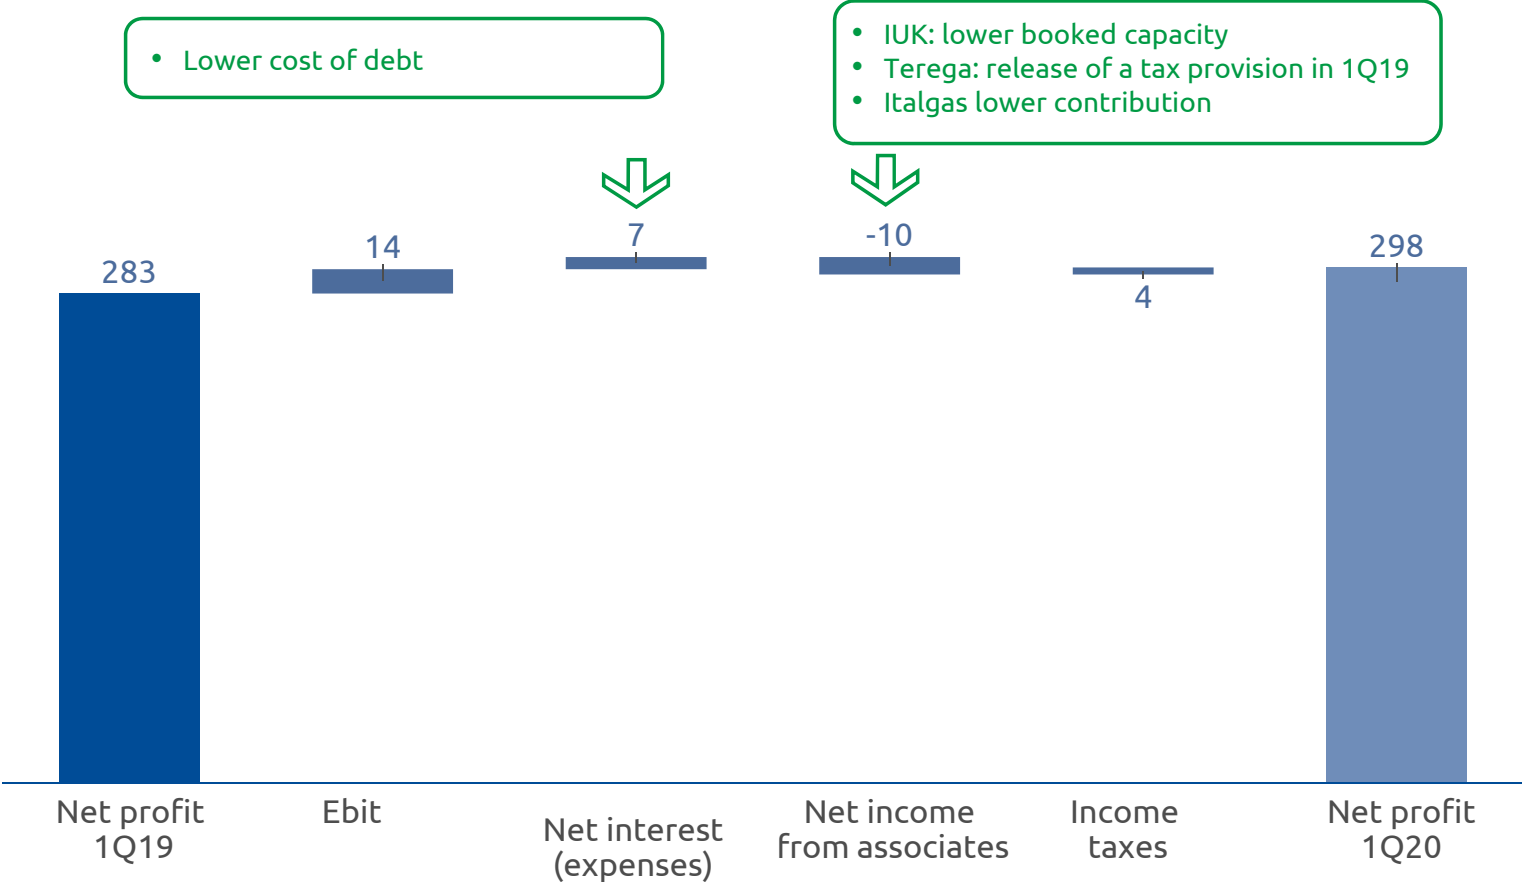 • Lower cost of debt
• IUK: lower booked capacity
• Terega: release of a tax provision in 1Q19
• Italgas lower contribution
283
14
7
-10
4
298
Net profit
1Q19
Ebit
Net interest
(expenses)
Net income
from associates
Income
taxes
Net profit
1Q20